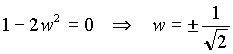 1 − 2w² = 0 ⇒ w = ± 1/√2